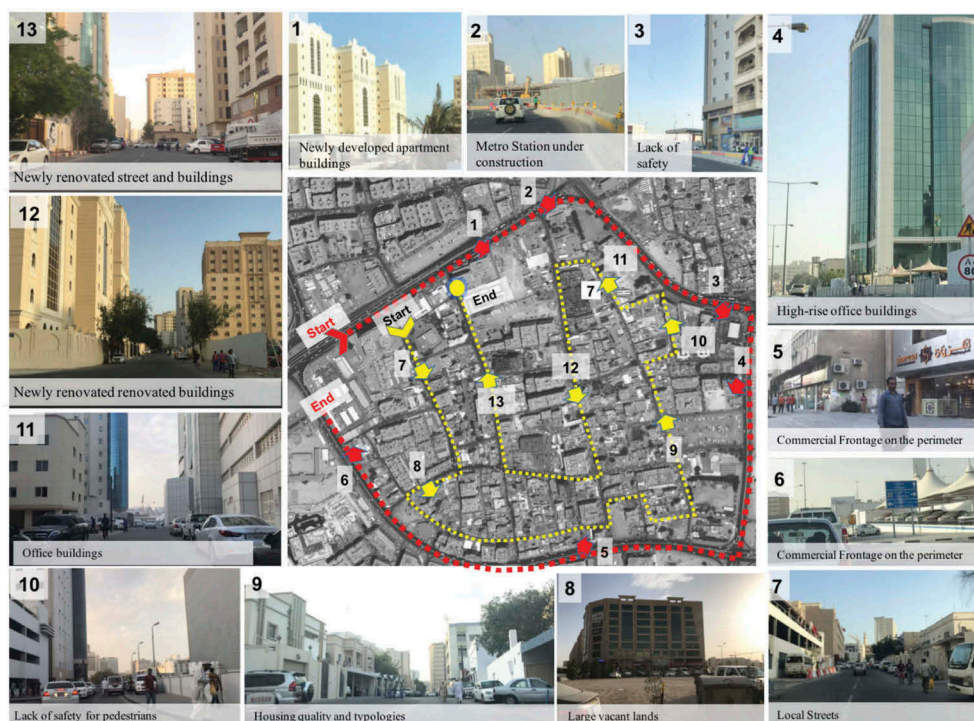 13
Newly renovated street and buildings
1
Newly developed apartment
buildings
2
Metro Station under
construction
3
Lack of
safety
4
High-rise office buildings
12
Newly renovated renovated buildings
5
Commercial Frontage on the perimeter
11
Office buildings
6
Commercial Frontage on the perimeter
10
Lack of safety for pedestrians
9
Housing quality and typologies
8
Large vacant lands
7
Local Streets
2
1
11
7
3
End
Start
Start
10
4
7
12
13
End
9
8
6
5
80